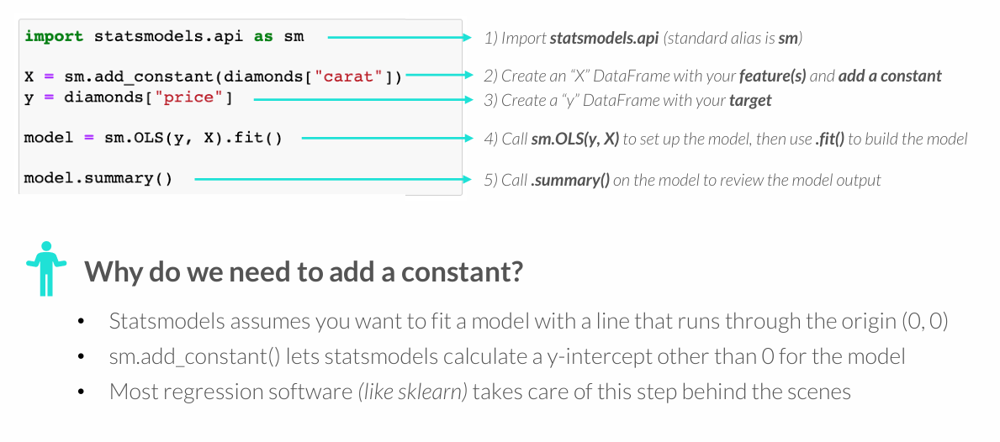 import statsmodels.api as sm
1) Import statsmodels.api (standard alias is sm)
X = sm.add_constant(diamonds["carat"])
2) Create an “X” DataFrame with your feature(s) and add a constant
y = diamonds["price"]
3) Create a “y” DataFrame with your target
model = sm.OLS(y, X).fit()
4) Call sm.OLS(y, X) to set up the model, then use .fit() to build the model
model.summary()
5) Call .summary() on the model to review the model output
Why do we need to add a constant?
• Statsmodels assumes you want to fit a model with a line that runs through the origin (0, 0)
• sm.add_constant() lets statsmodels calculate a y-intercept other than 0 for the model
• Most regression software (like sklearn) takes care of this step behind the scenes